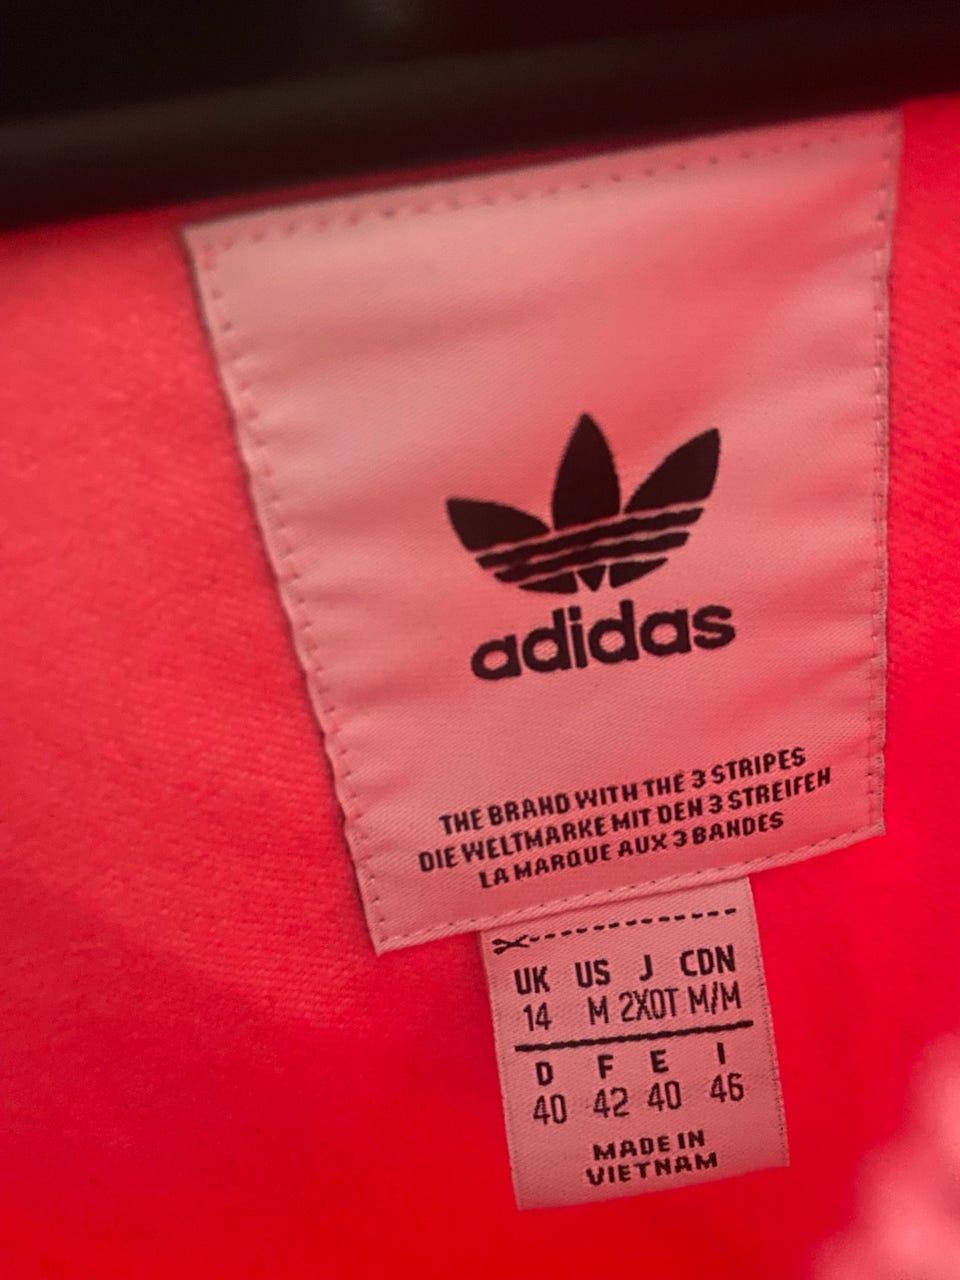 adidas
THE BRAND WITH THE 3 STRIPES
DIE WELTMARKE MIT DEN 3 STREIFEN
LA MARQUE AUX 3 BANDES
UK US J CDN
14 M 2XOT M/M
D F E I
40 42 40 46
MADE IN
VIETNAM